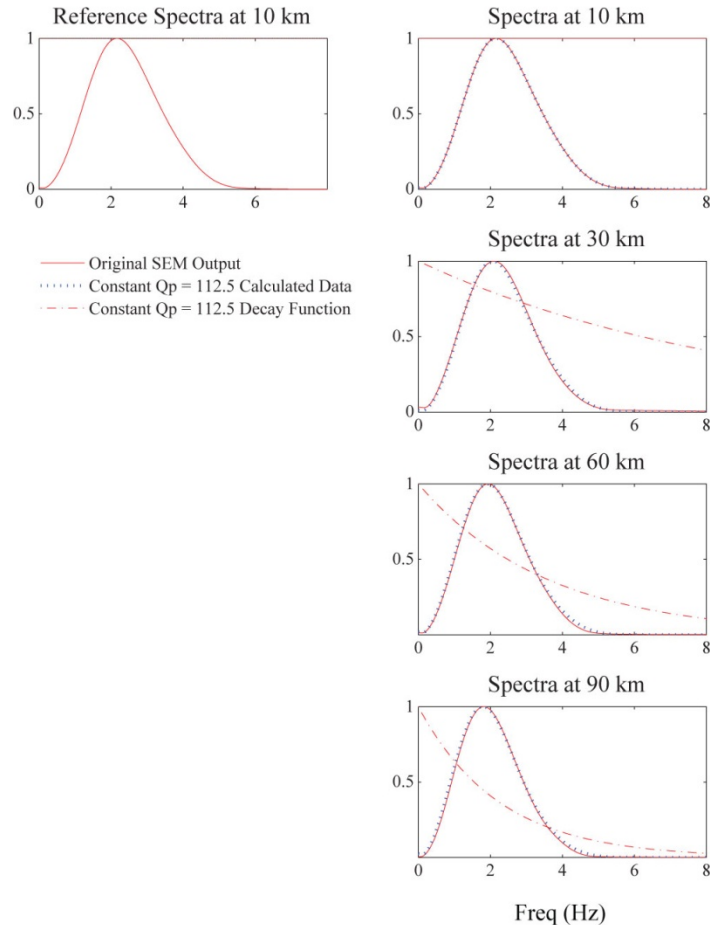 Reference Spectra at 10 km
1
0.5
0
0 2 4 6
Original SEM Output
Constant Qp = 112.5 Calculated Data
Constant Qp = 112.5 Decay Function
Spectra at 10 km
1
0.5
0
0 2 4 6 8
Spectra at 30 km
1
0.5
0
0 2 4 6 8
Spectra at 60 km
1
0.5
0 2 4 6 8
Spectra at 90 km
1
0.5
0 2 4 6 8
Freq (Hz)